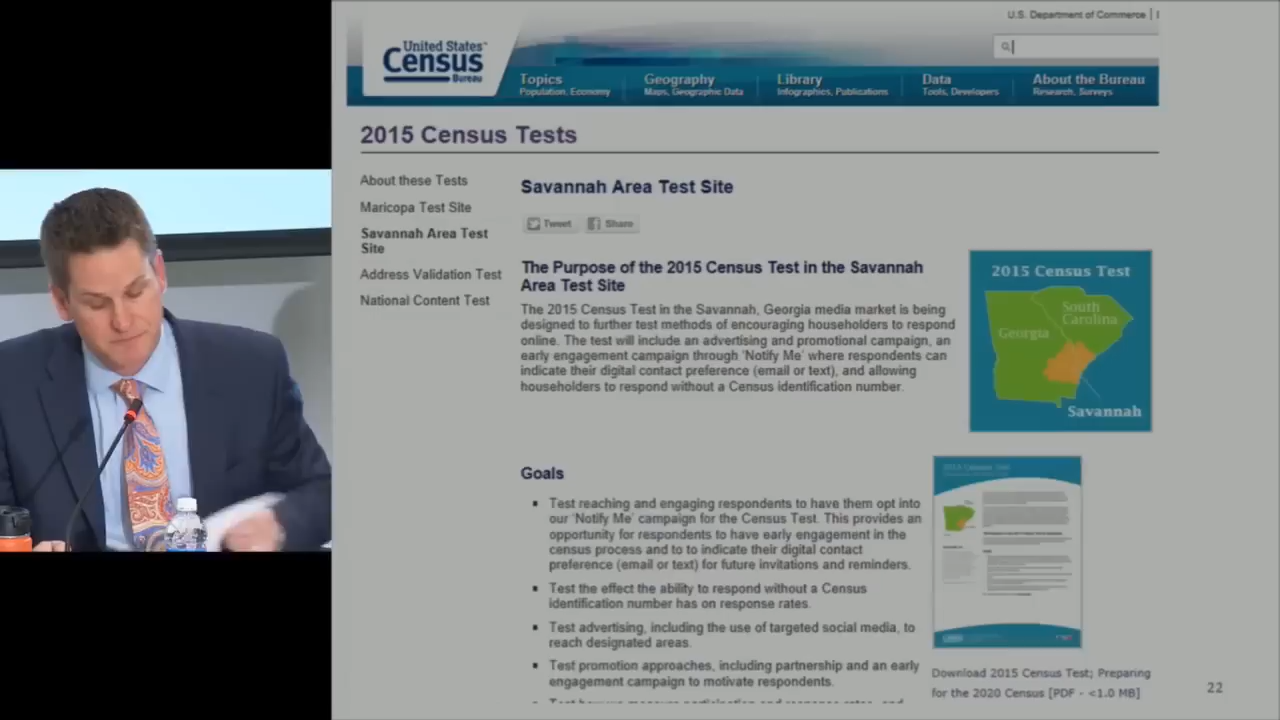 U.S. Department of Commerce |
United States™
Census
Bureau
Topics
Population, Economy
Geography
Maps, Geographic Data
Library
Infographics, Publications
Data
Tools, Developers
About the Bureau
Research, Surveys
2015 Census Tests
About these Tests
Maricopa Test Site
Savannah Area Test
Site
Address Validation Test
National Content Test
Savannah Area Test Site
Tweet
Share
The Purpose of the 2015 Census Test in the Savannah
Area Test Site
The 2015 Census Test in the Savannah, Georgia media market is being
designed to further test methods of encouraging households to respond
online. The test will include an advertising and promotional campaign, an
early engagement campaign through 'Notify Me' where respondents can
indicate their digital contact preference (email or text), and allowing
householders to respond without a Census identification number.
2015 Census Test
South
Carolina
Georgia
Savannah
Goals
▪ Test reaching and engaging respondents to have them opt into
our 'Notify Me' campaign for the Census Test. This provides an
opportunity for respondents to have early engagement in the
census process and to to indicate their digital contact
preference (email or text) for future invitations and reminders.
▪ Test the effect the ability to respond without a Census
identification number has on response rates.
▪ Test advertising, including the use of targeted social media, to
reach designated areas.
▪ Test promotion approaches, including partnership and an early
engagement campaign to motivate respondents.
2015 Census Test
Download 2015 Census Test; Preparing
for the 2020 Census [PDF - <1.0 MB]
22